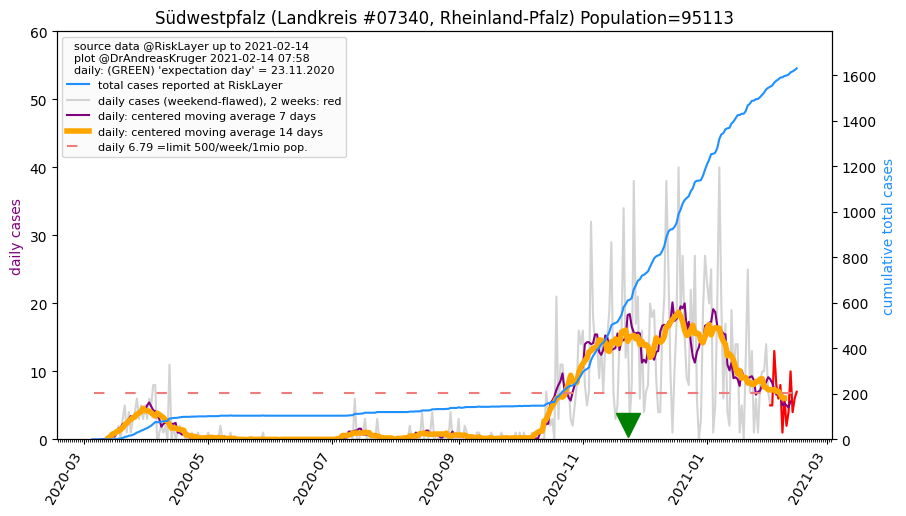 Südwestpfalz (Landkreis #07340, Rheinland-Pfalz) Population=95113
source data @RiskLayer up to 2021-02-14
plot @DrAndreasKruger 2021-02-14 07:58
daily: (GREEN) 'expectation day' = 23.11.2020
total cases reported at RiskLayer
daily cases (weekend-flawed), 2 weeks: red
daily: centered moving average 7 days
daily: centered moving average 14 days
daily 6.79 =limit 500/week/1mio pop.
daily cases
60
50
40
30
20
10
0
1600
1400
1200
1000
800
600
400
200
0
cumulative total cases
2020-03
2020-05
2020-07
2020-09
2020-11
2021-01
2021-03